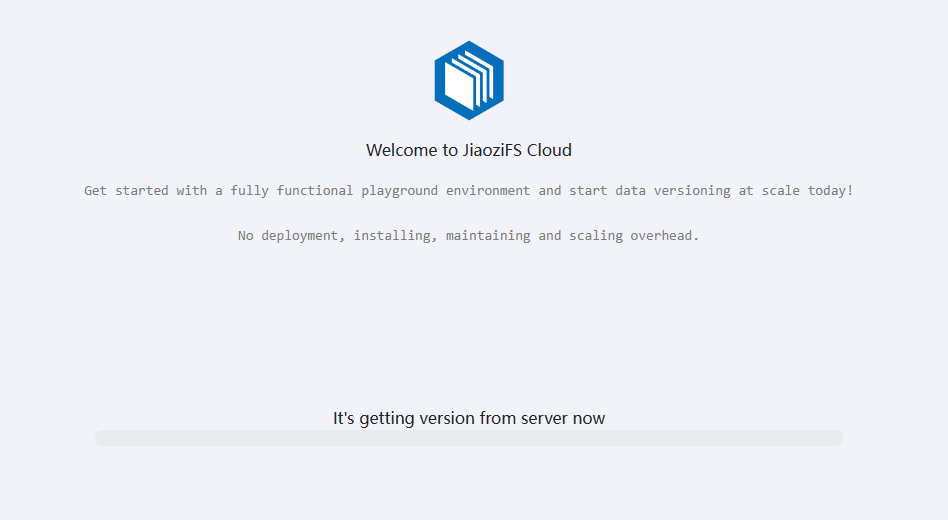 Welcome to JiaoziFS Cloud
Get started with a fully functional playground environment and start data versioning at scale today!
No deployment, installing, maintaining and scaling overhead.
It's getting version from server now